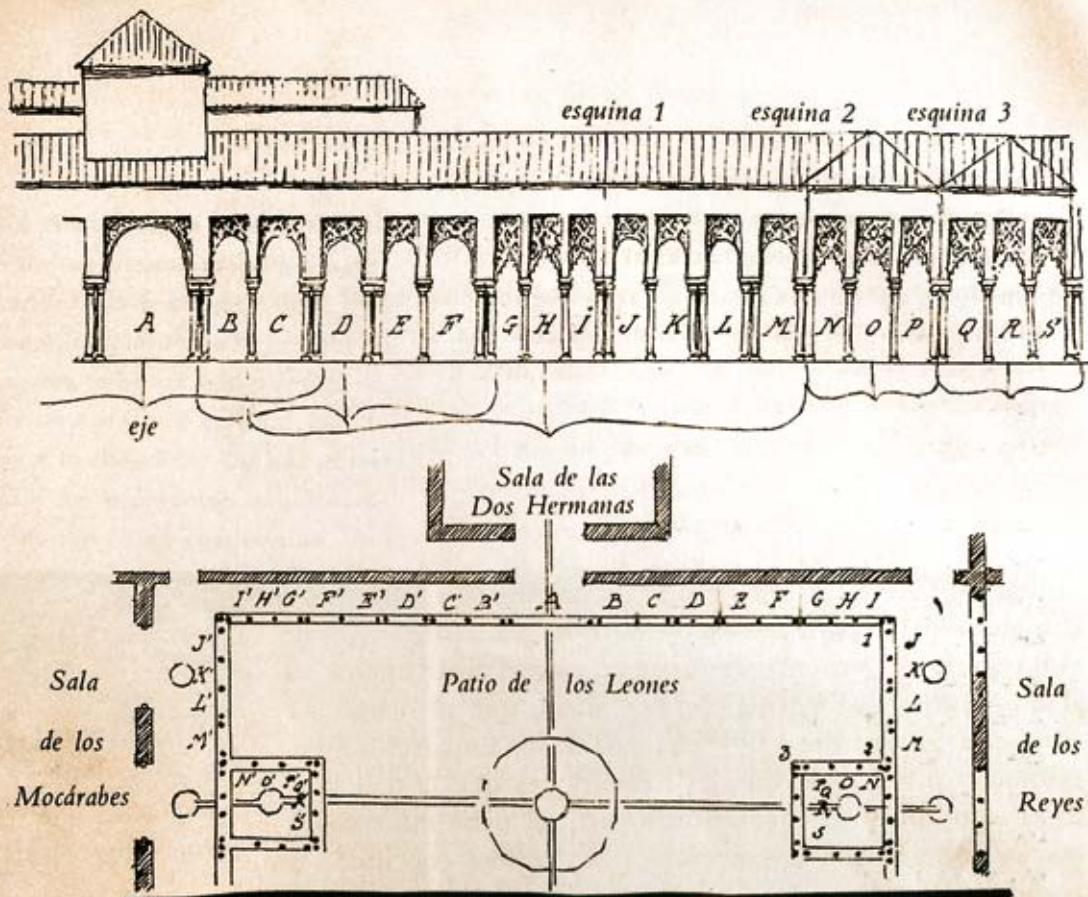 esquina 1 esquina 2 esquina 3
A B C D E F G H I J K L M N O P Q R S
eje
Sala de las
Dos Hermanas
I' H' G' F' E' D' C' B' A B C D E F G H I
J' 1 J
K' K
Sala Patio de los Leones Sala
L' L
de los de los
M' 3 2 M
Mocárabes N' O' P' Q' P Q O N Reyes
R R
S S